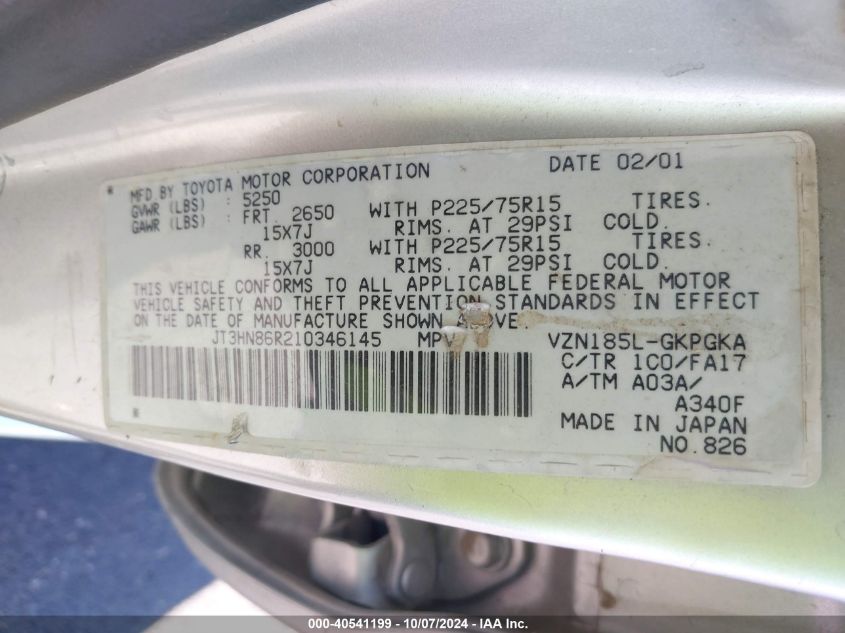 MFD BY TOYOTA MOTOR CORPORATION DATE 02/01
GVWR (LBS) : 5250
GAWR (LBS) : FRT. 2650 WITH P225/75R15 TIRES.
15X7J RIMS. AT 29PSI COLD.
RR. 3000 WITH P225/75R15 TIRES.
15X7J RIMS. AT 29PSI COLD.
THIS VEHICLE CONFORMS TO ALL APPLICABLE FEDERAL MOTOR
VEHICLE SAFETY AND THEFT PREVENTION STANDARDS IN EFFECT
ON THE DATE OF MANUFACTURE SHOWN ABOVE.
JT3HN86R210346145 MPV VZN185L-GKPGKA
C/TR 1C0/FA17
A/TM A03A/
A340F
MADE IN JAPAN
NO.826
000-40541199 - 10/07/2024 - IAA Inc.